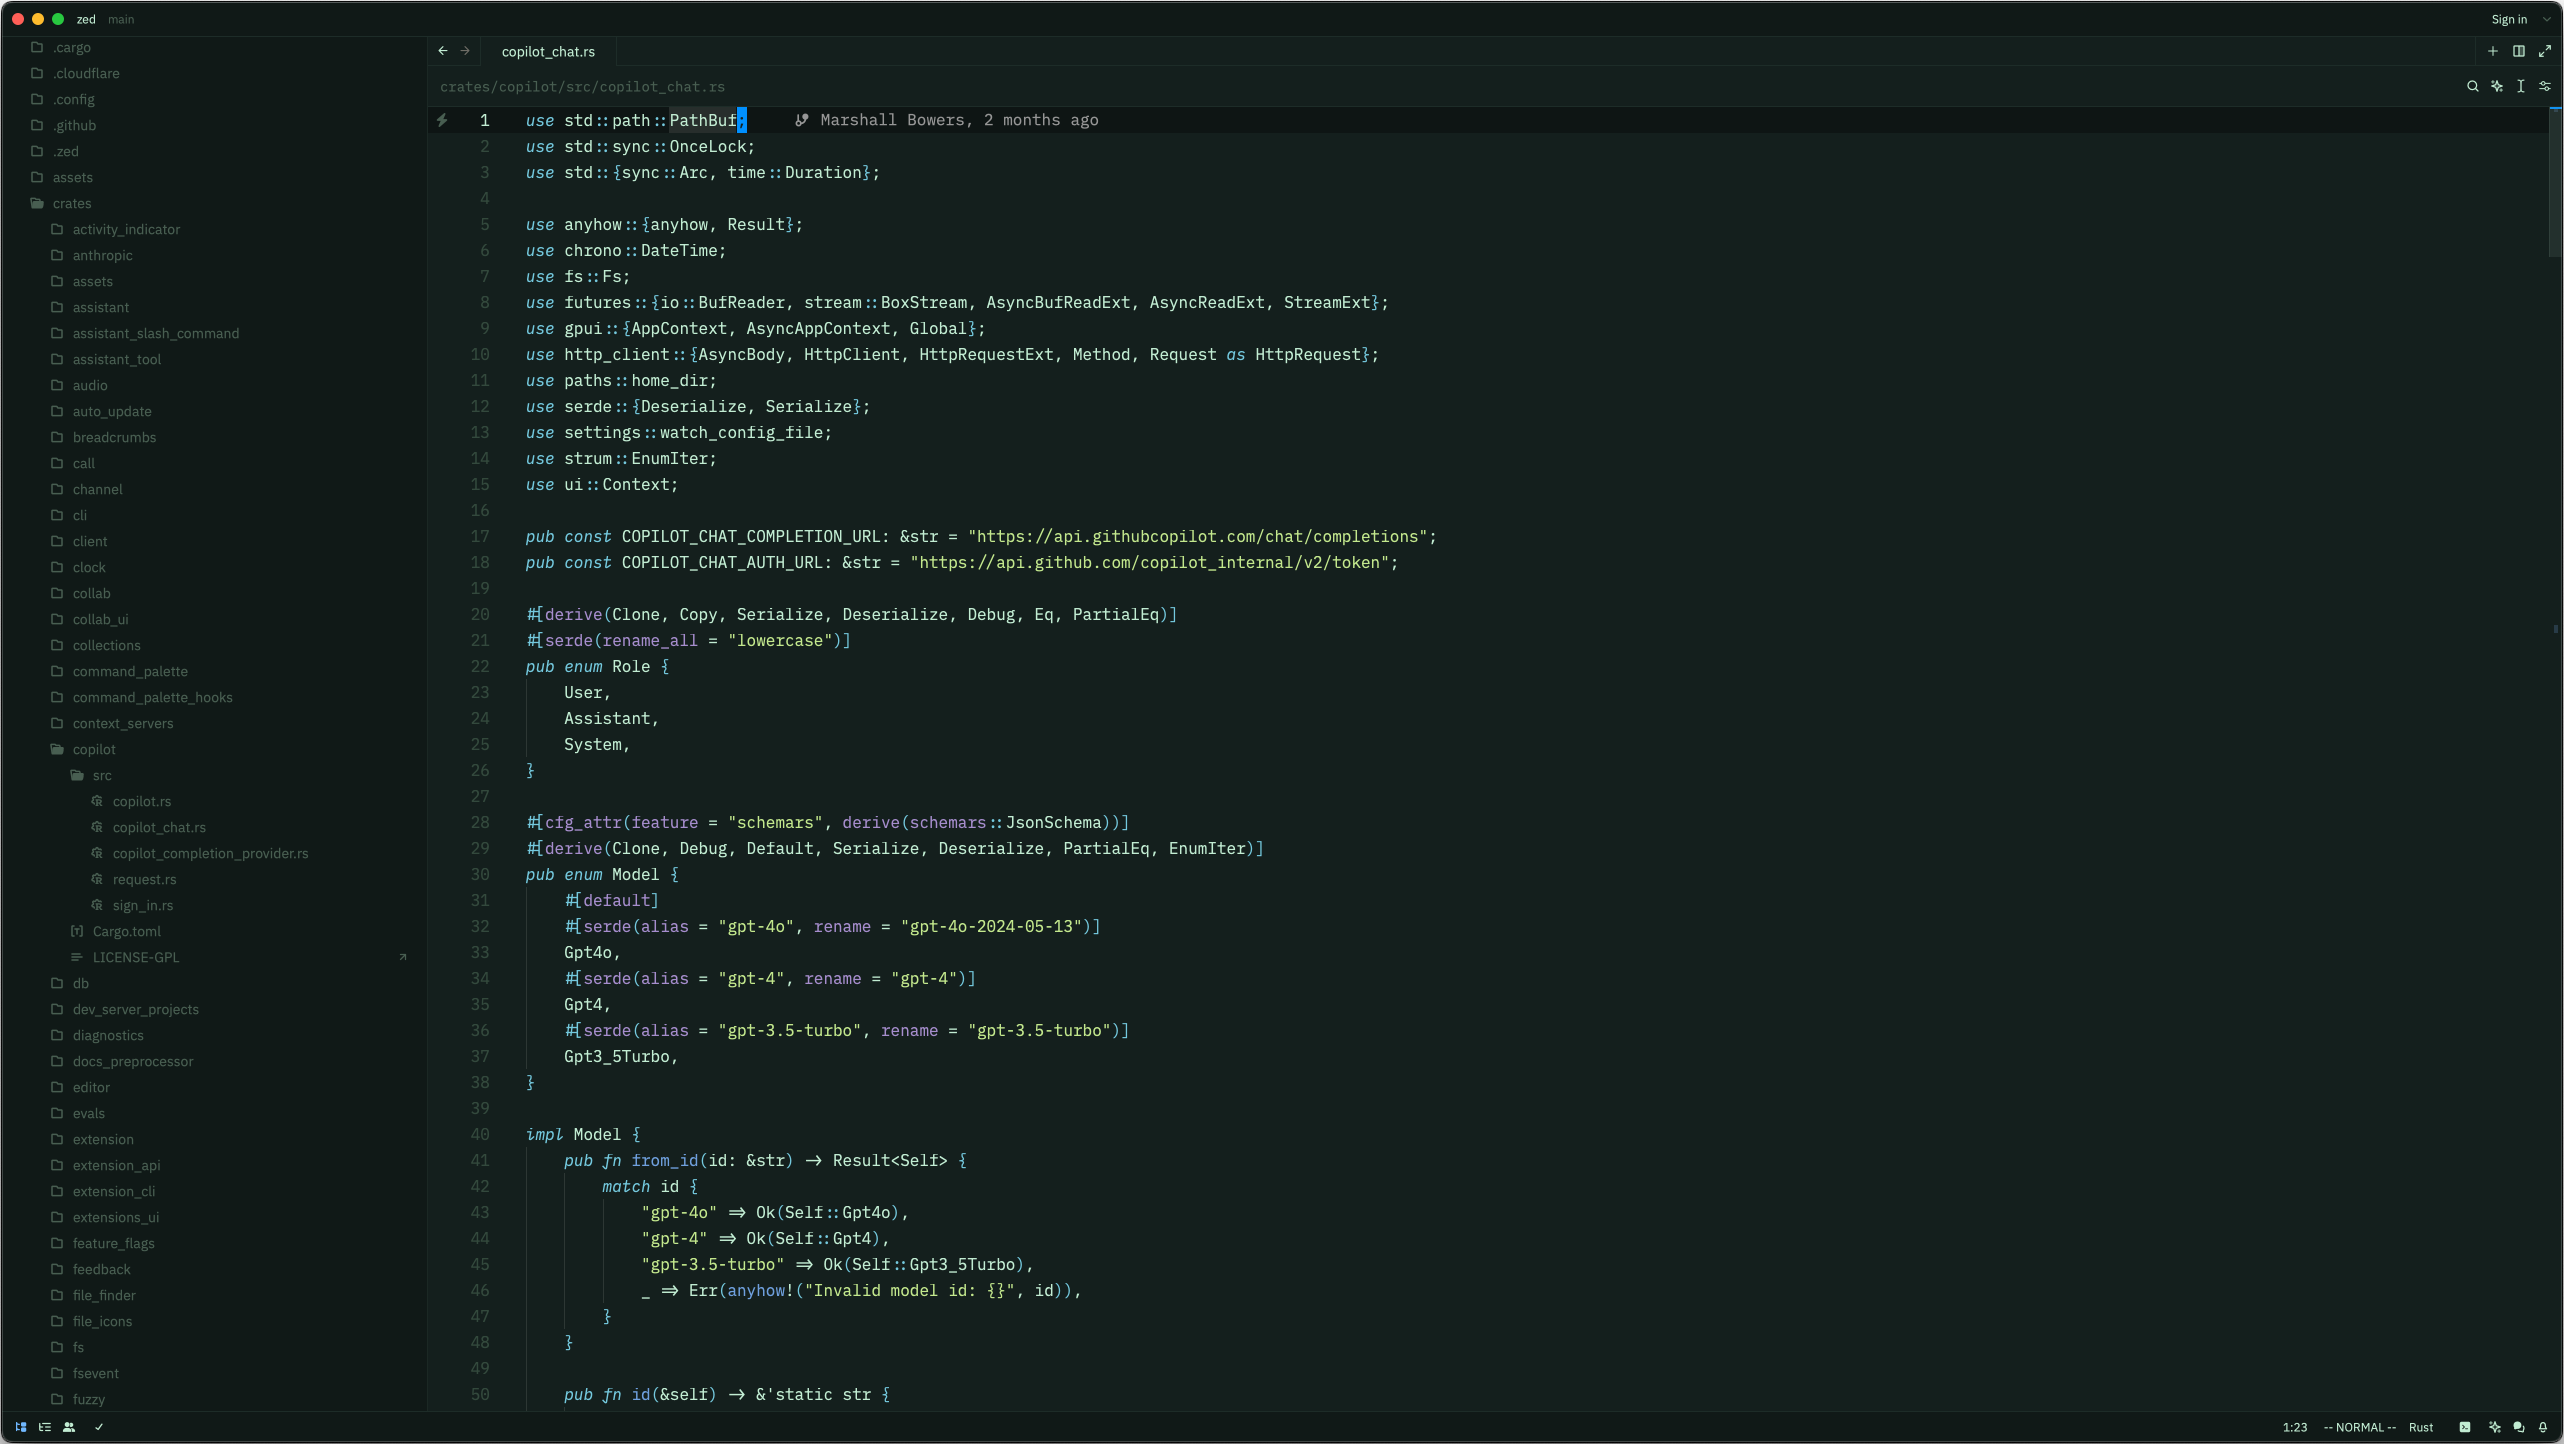 zed main
Sign in
.cargo
.cloudflare
.config
.github
.zed
assets
crates
activity_indicator
anthropic
assets
assistant
assistant_slash_command
assistant_tool
audio
auto_update
breadcrumbs
call
channel
cli
client
clock
collab
collab_ui
collections
command_palette
command_palette_hooks
context_servers
copilot
src
copilot.rs
copilot_chat.rs
copilot_completion_provider.rs
request.rs
sign_in.rs
Cargo.toml
LICENSE-GPL
db
dev_server_projects
diagnostics
docs_preprocessor
editor
evals
extension
extension_api
extension_cli
extensions_ui
feature_flags
feedback
file_finder
file_icons
fs
fsevent
fuzzy
copilot_chat.rs
crates/copilot/src/copilot_chat.rs
1 use std::path::PathBuf; Marshall Bowers, 2 months ago
2 use std::sync::OnceLock;
3 use std::{sync::Arc, time::Duration};
4
5 use anyhow::{anyhow, Result};
6 use chrono::DateTime;
7 use fs::Fs;
8 use futures::{io::BufReader, stream::BoxStream, AsyncBufReadExt, AsyncReadExt, StreamExt};
9 use gpui::{AppContext, AsyncAppContext, Global};
10 use http_client::{AsyncBody, HttpClient, HttpRequestExt, Method, Request as HttpRequest};
11 use paths::home_dir;
12 use serde::{Deserialize, Serialize};
13 use settings::watch_config_file;
14 use strum::EnumIter;
15 use ui::Context;
16
17 pub const COPILOT_CHAT_COMPLETION_URL: &str = "https://api.githubcopilot.com/chat/completions";
18 pub const COPILOT_CHAT_AUTH_URL: &str = "https://api.github.com/copilot_internal/v2/token";
19
20 #[derive(Clone, Copy, Serialize, Deserialize, Debug, Eq, PartialEq)]
21 #[serde(rename_all = "lowercase")]
22 pub enum Role {
23     User,
24     Assistant,
25     System,
26 }
27
28 #[cfg_attr(feature = "schemars", derive(schemars::JsonSchema))]
29 #[derive(Clone, Debug, Default, Serialize, Deserialize, PartialEq, EnumIter)]
30 pub enum Model {
31     #[default]
32     #[serde(alias = "gpt-4o", rename = "gpt-4o-2024-05-13")]
33     Gpt4o,
34     #[serde(alias = "gpt-4", rename = "gpt-4")]
35     Gpt4,
36     #[serde(alias = "gpt-3.5-turbo", rename = "gpt-3.5-turbo")]
37     Gpt3_5Turbo,
38 }
39
40 impl Model {
41     pub fn from_id(id: &str) -> Result<Self> {
42         match id {
43             "gpt-4o" => Ok(Self::Gpt4o),
44             "gpt-4" => Ok(Self::Gpt4),
45             "gpt-3.5-turbo" => Ok(Self::Gpt3_5Turbo),
46             _ => Err(anyhow!("Invalid model id: {}", id)),
47         }
48     }
49
50     pub fn id(&self) -> &'static str {
1:23 -- NORMAL -- Rust